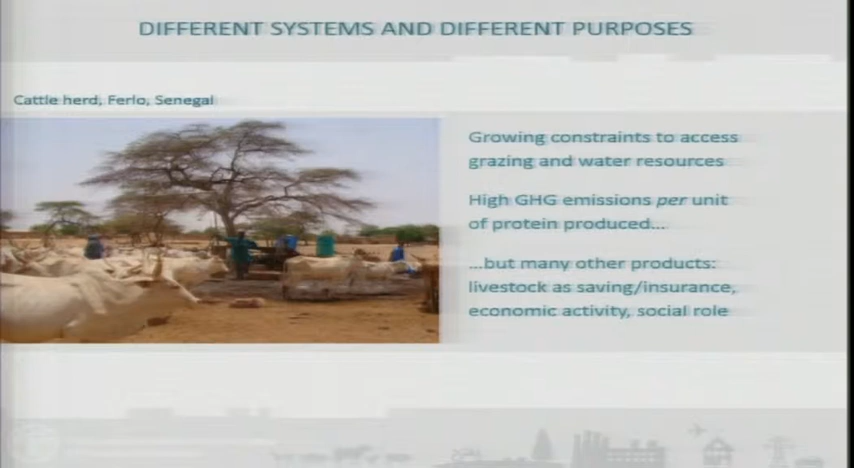 DIFFERENT SYSTEMS AND DIFFERENT PURPOSES
Cattle herd, Ferlo, Senegal
Growing constraints to access
grazing and water resources
High GHG emissions per unit
of protein produced...
...but many other products:
livestock as saving/insurance,
economic activity, social role